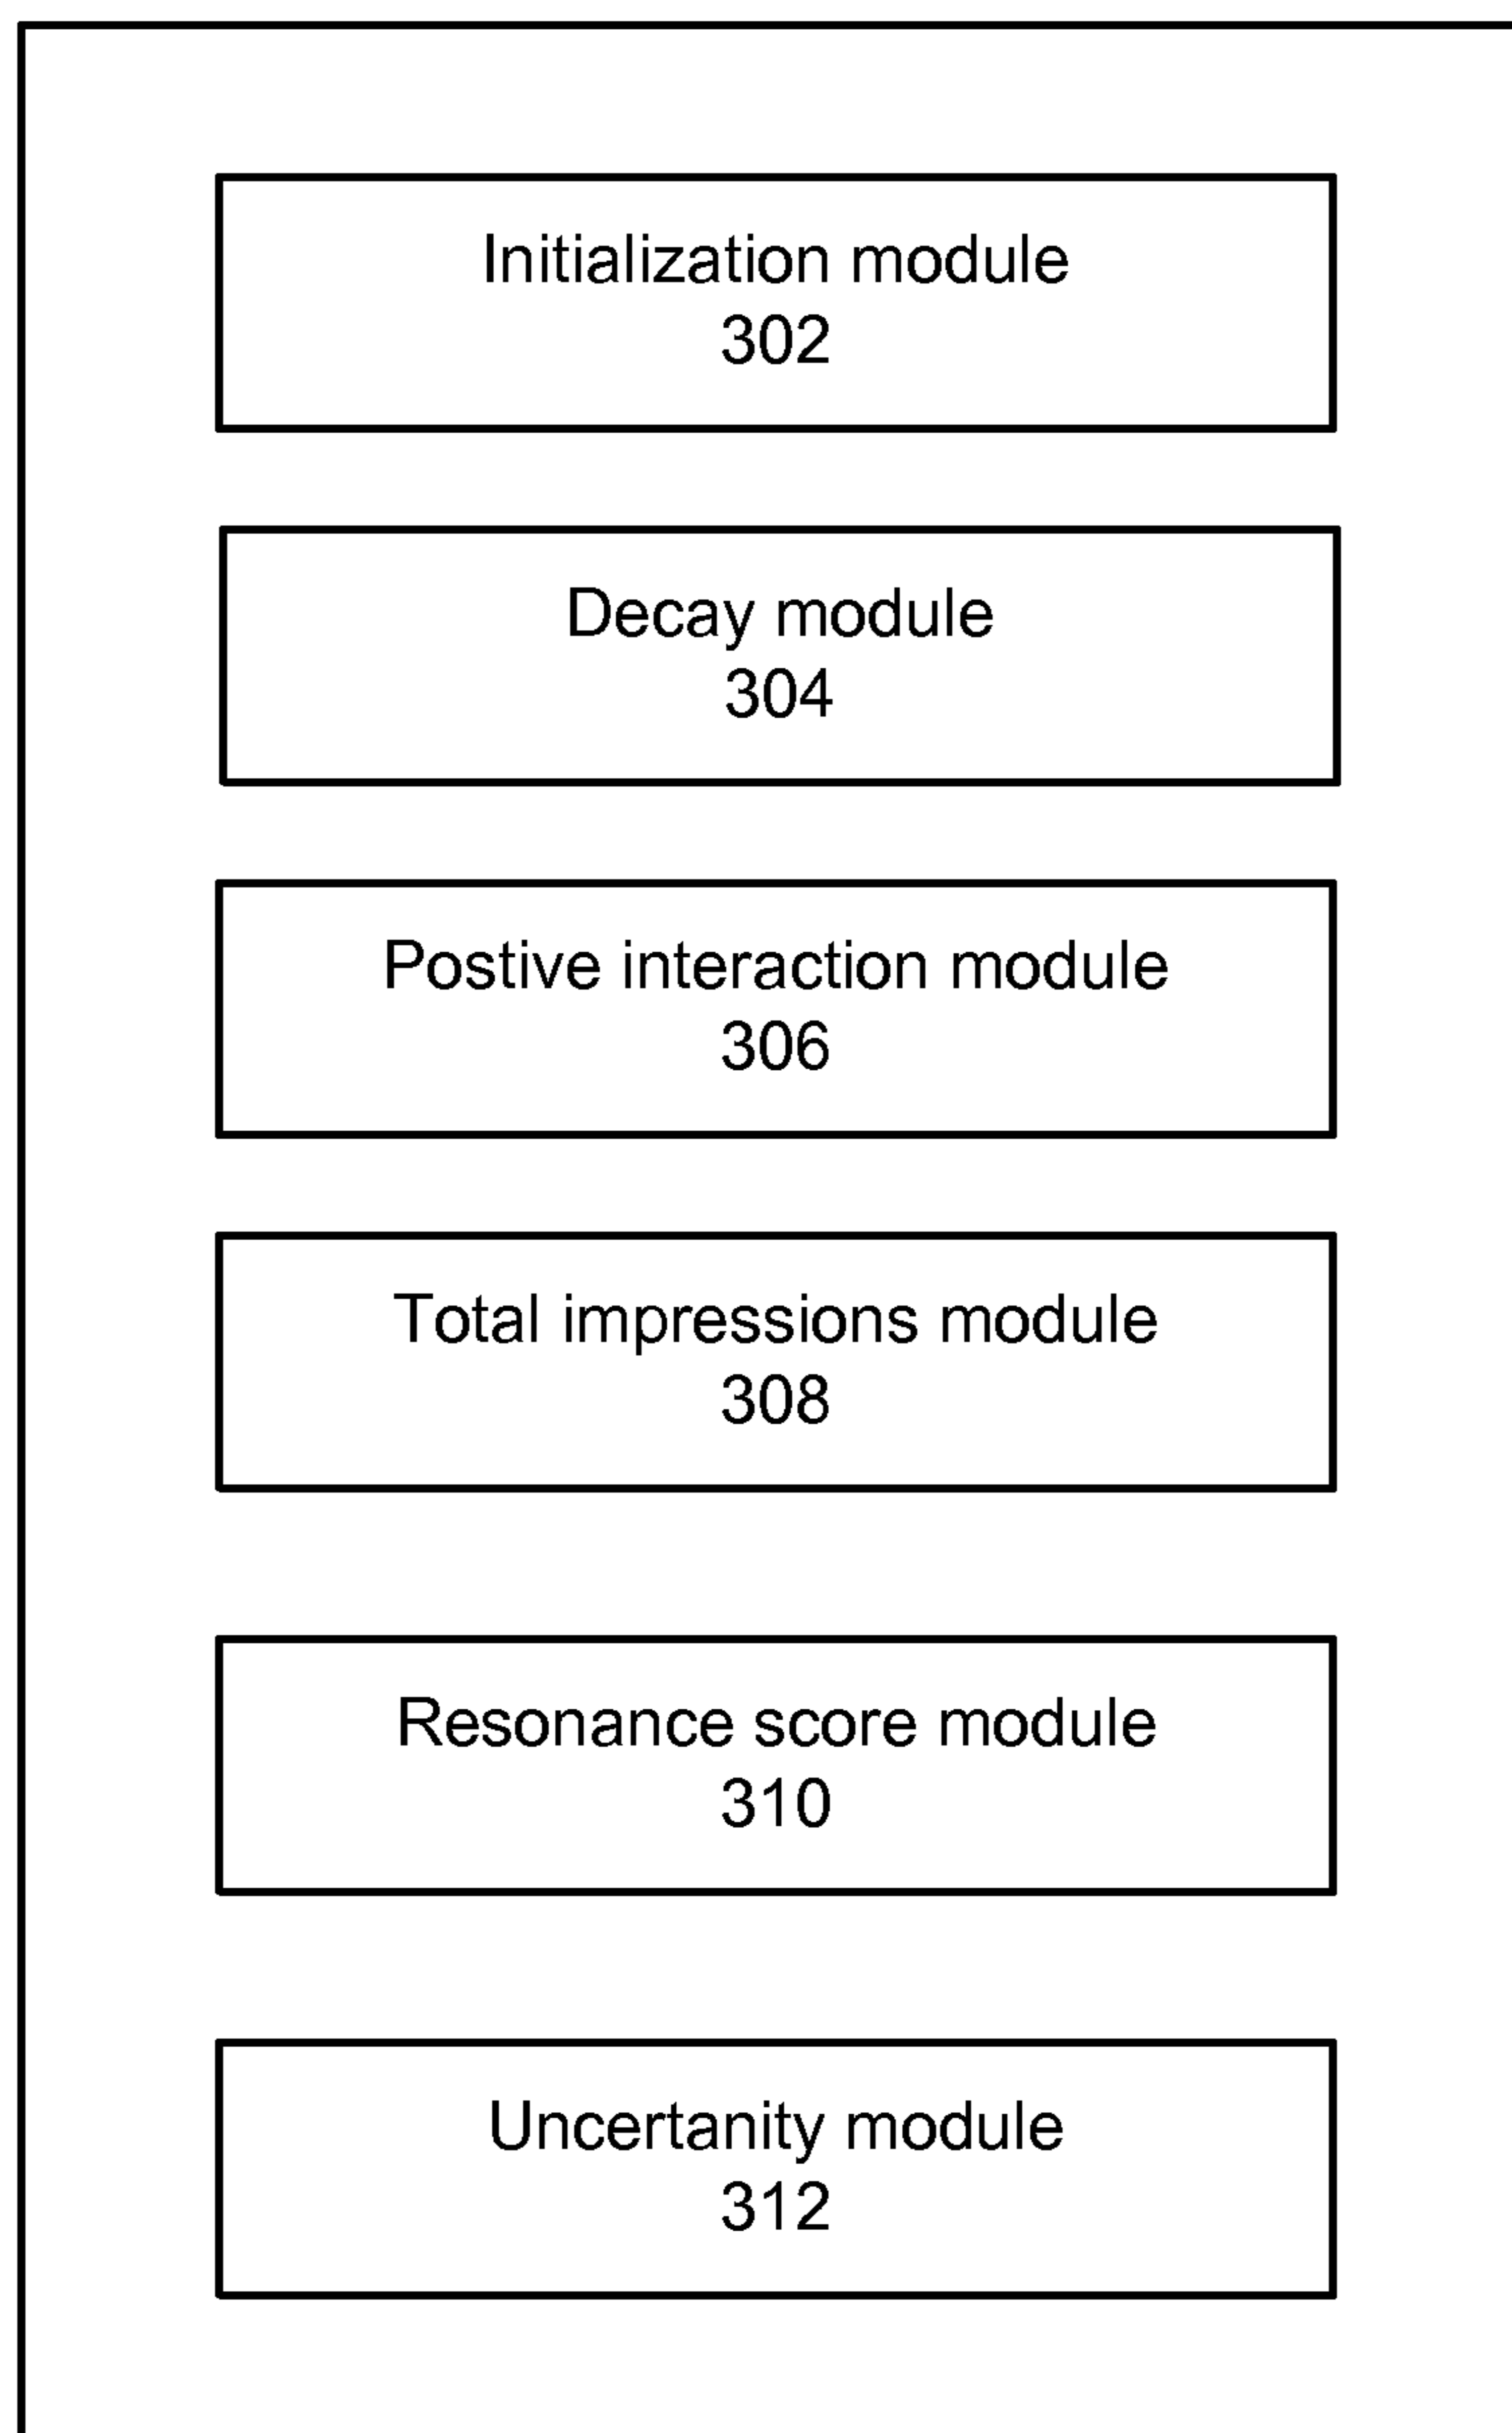 Initialization module
302
Decay module
304
Postive interaction module
306
Total impressions module
308
Resonance score module
310
Uncertanity module
312